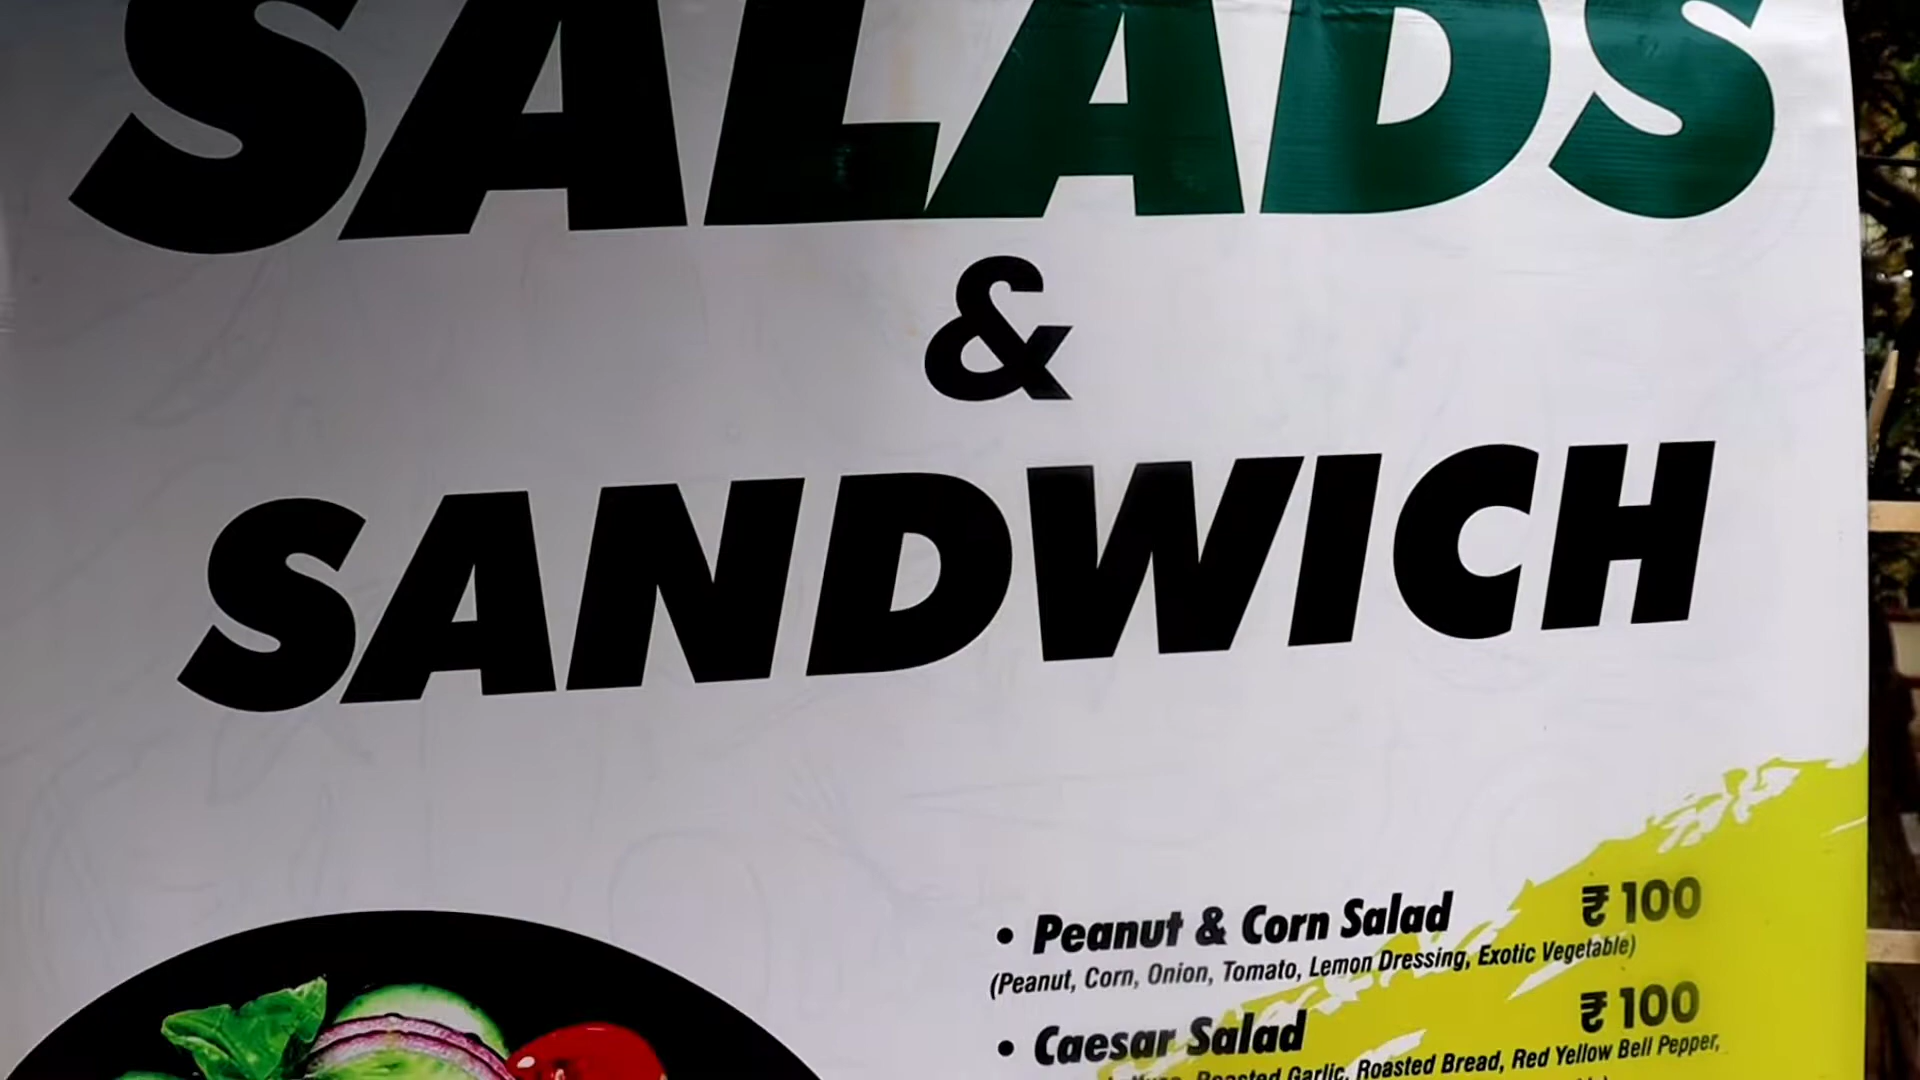 SALADS
&
SANDWICH
• Peanut & Corn Salad ₹ 100
(Peanut, Corn, Onion, Tomato, Lemon Dressing, Exotic Vegetable)
• Caesar Salad ₹ 100
Roasted Garlic, Roasted Bread, Red Yellow Bell Pepper,